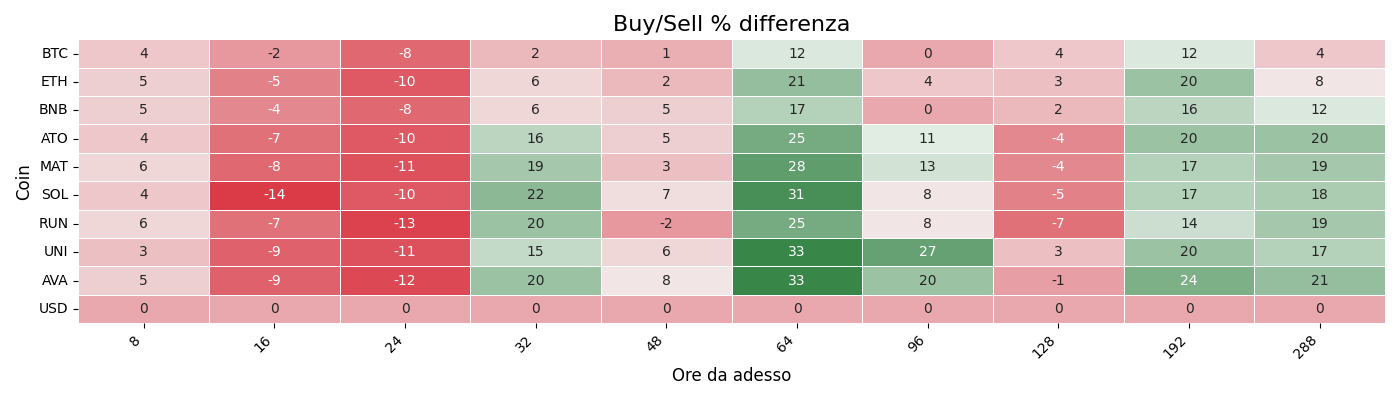 Buy/Sell % differenza
Coin
BTC 4 -2 -8 2 1 12 0 4 12 4
ETH 5 -5 -10 6 2 21 4 3 20 8
BNB 5 -4 -8 6 5 17 0 2 16 12
ATO 4 -7 -10 16 5 25 11 -4 20 20
MAT 6 -8 -11 19 3 28 13 -4 17 19
SOL 4 -14 -10 22 7 31 8 -5 17 18
RUN 6 -7 -13 20 -2 25 8 -7 14 19
UNI 3 -9 -11 15 6 33 27 3 20 17
AVA 5 -9 -12 20 8 33 20 -1 24 21
USD 0 0 0 0 0 0 0 0 0 0
8 16 24 32 48 64 96 128 192 288
Ore da adesso